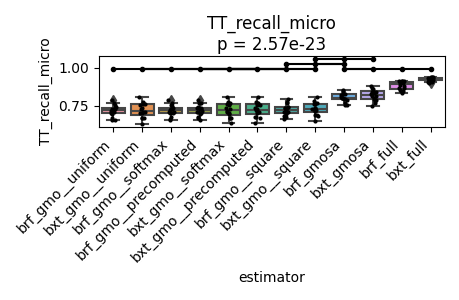 TT_recall_micro
p = 2.57e-23
TT_recall_micro
1.00
0.75
brf_gmo__uniform
bxt_gmo__uniform
brf_gmo__softmax
brf_gmo__precomputed
bxt_gmo__softmax
bxt_gmo__precomputed
brf_gmo__square
bxt_gmo__square
brf_gmosa
bxt_gmosa
brf_full
bxt_full
estimator